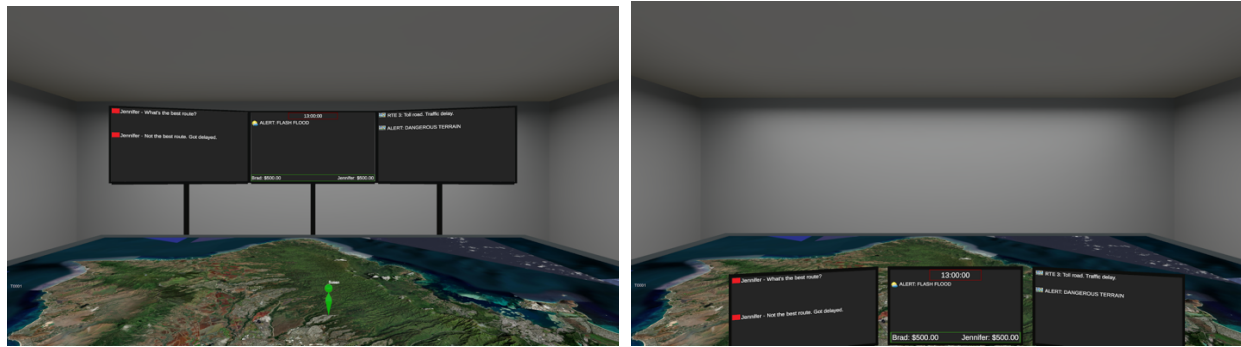 Jennifer - What's the best route?
Jennifer - Not the best route. Got delayed.
13:00:00
ALERT: FLASH FLOOD
Brad: $500.00
Jennifer: $500.00
RTE 3: Toll road. Traffic delay.
ALERT: DANGEROUS TERRAIN
Jennifer - What's the best route?
Jennifer - Not the best route. Got delayed.
13:00:00
ALERT: FLASH FLOOD
Brad: $500.00
Jennifer: $500.00
RTE 3: Toll road. Traffic delay.
ALERT: DANGEROUS TERRAIN